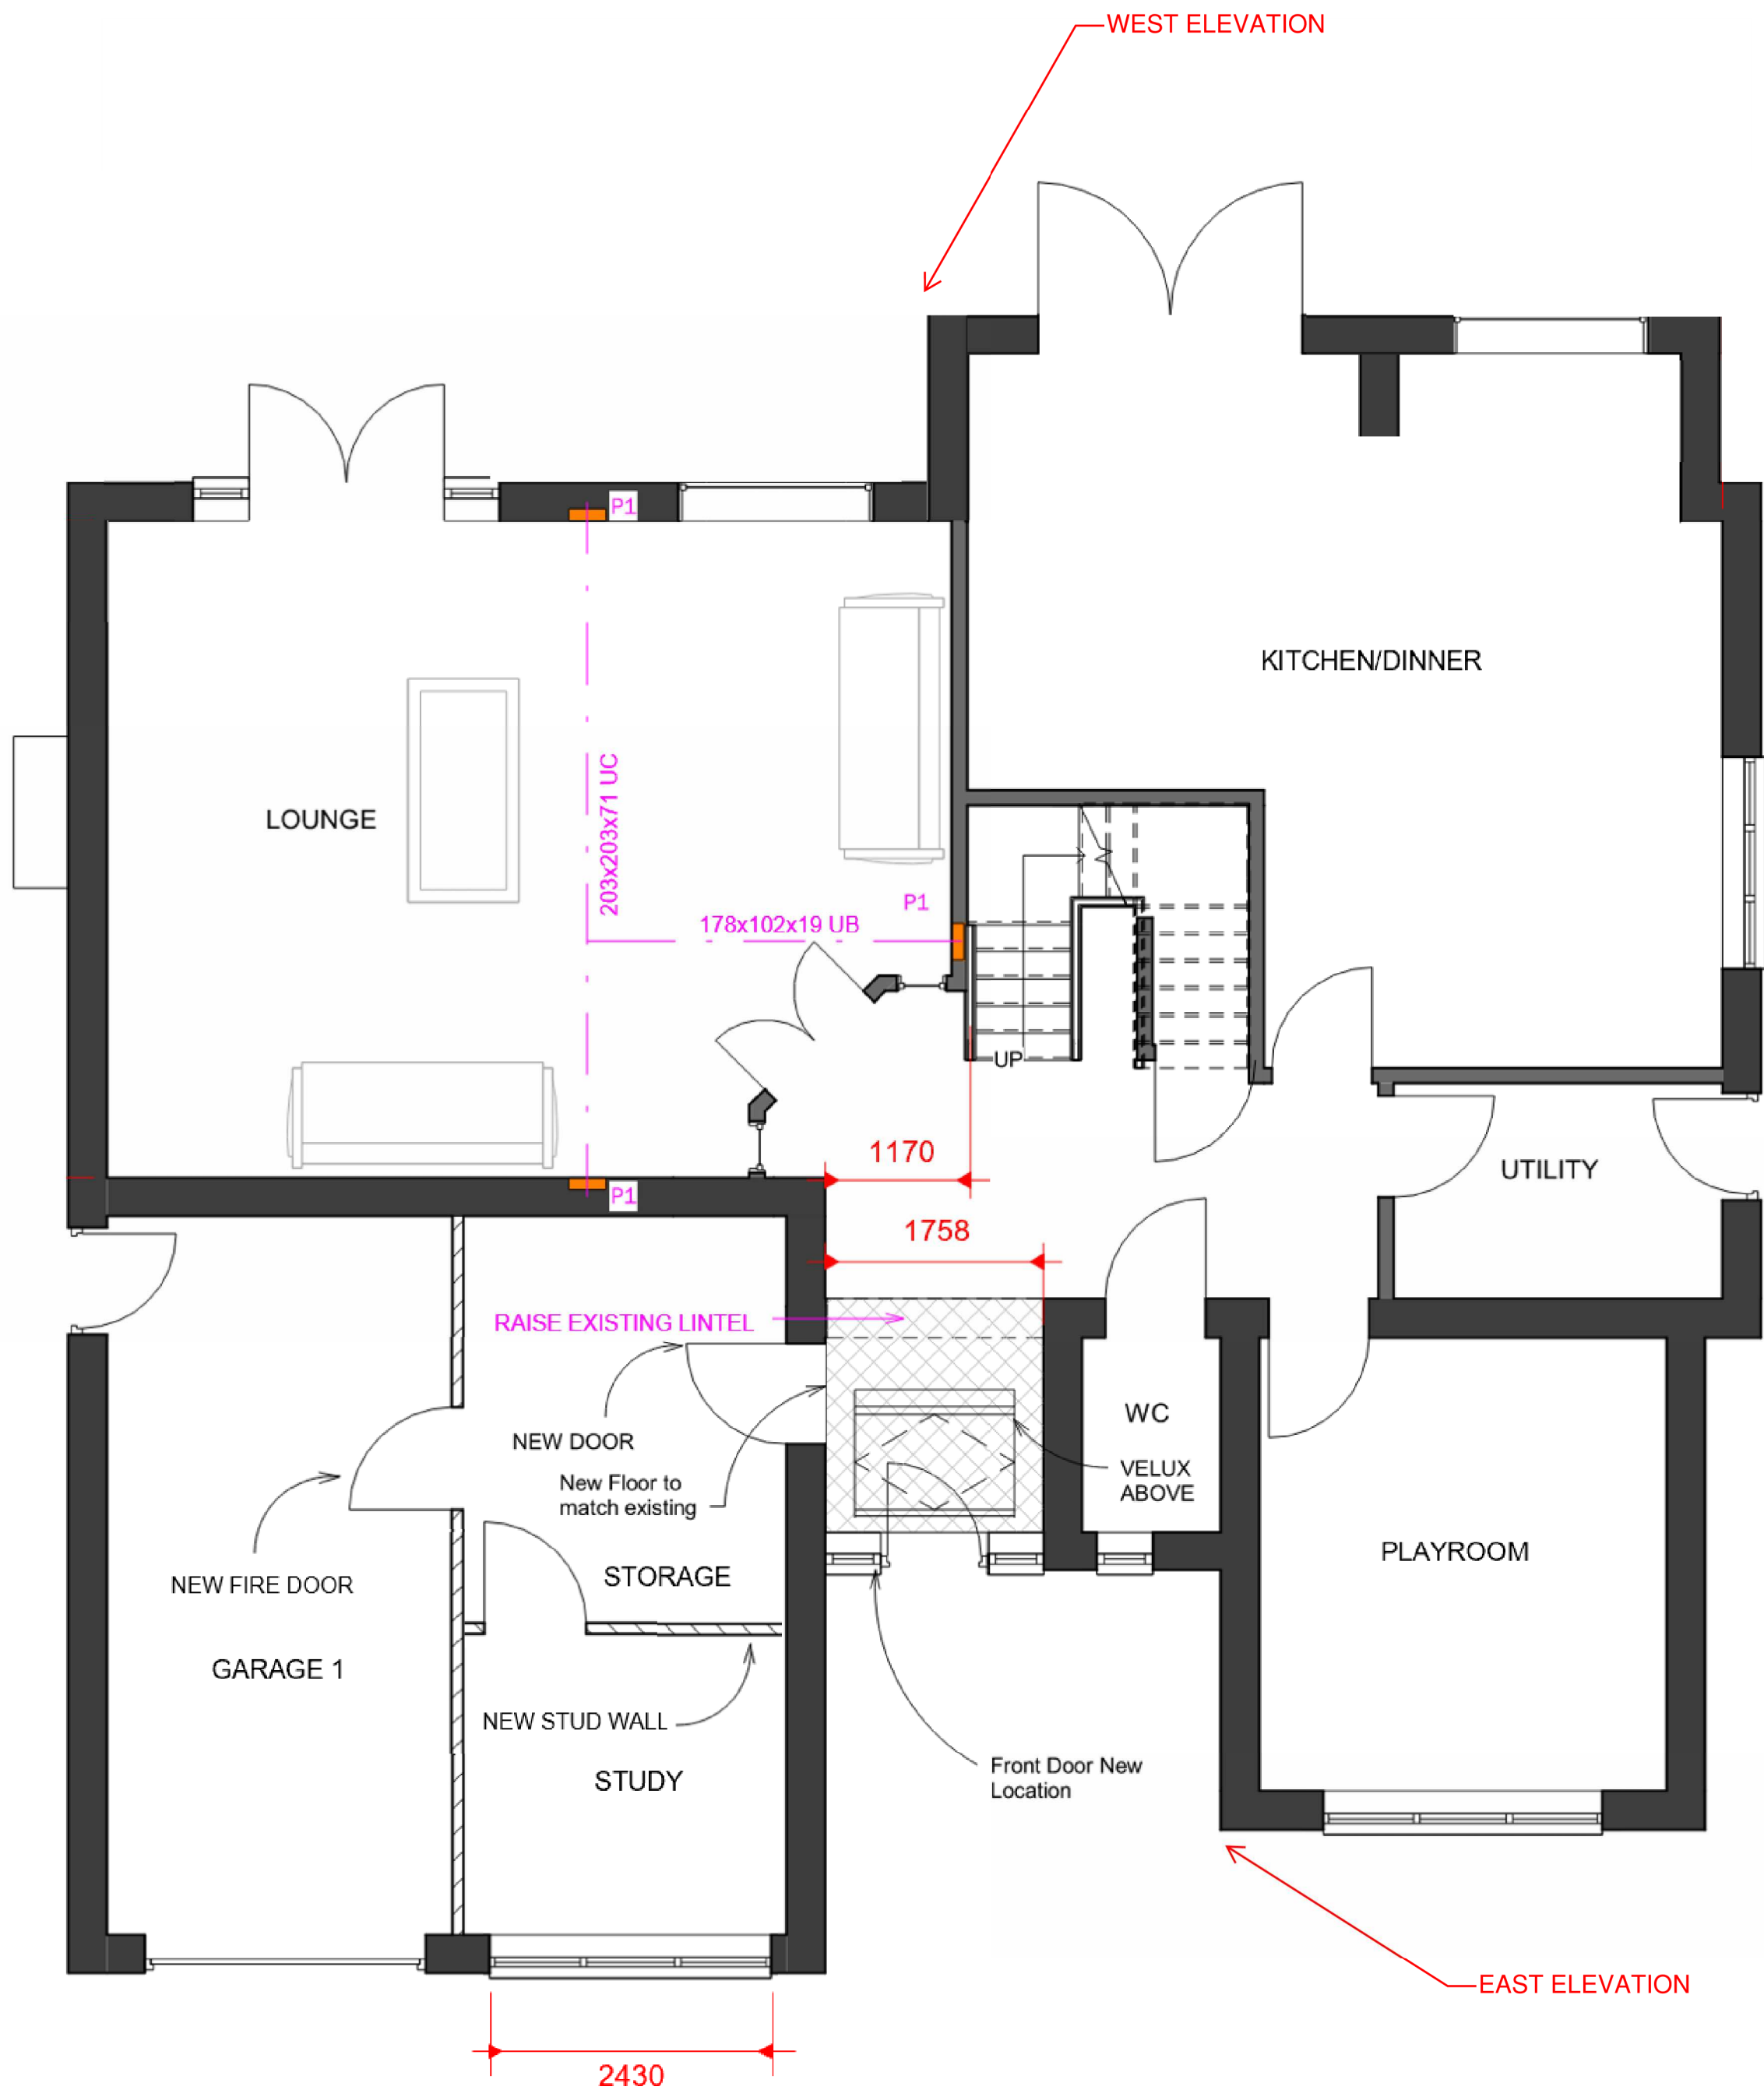 WEST ELEVATION
P1
KITCHEN/DINNER
203x203x71 UC
LOUNGE
P1
178x102x19 UB
UP
1170
UTILITY
P1
1758
RAISE EXISTING LINTEL
WC
NEW DOOR
VELUX
ABOVE
New Floor to
match existing
PLAYROOM
STORAGE
NEW FIRE DOOR
GARAGE 1
NEW STUD WALL
Front Door New
Location
STUDY
EAST ELEVATION
2430